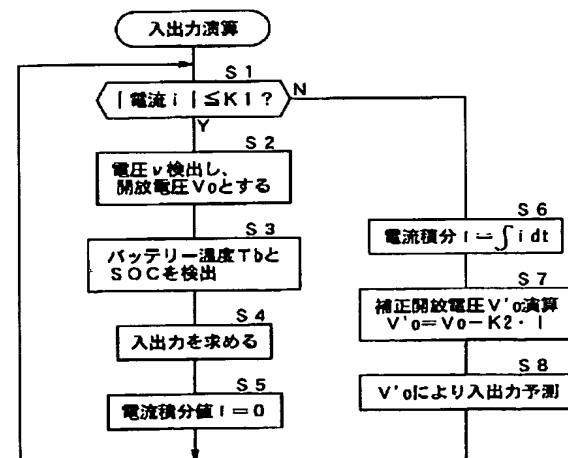 入出力演算
S1
|電流i|≦K1?
N
Y
S2
電圧v検出し、
開放電圧Voとする
S3
バッテリー温度Tbと
SOCを検出
S4
入出力を求める
S5
電流積分値I=0
S6
電流積分I=∫idt
S7
補正開放電圧V'o演算
V'o=Vo-K2・I
S8
V'oにより入出力予測